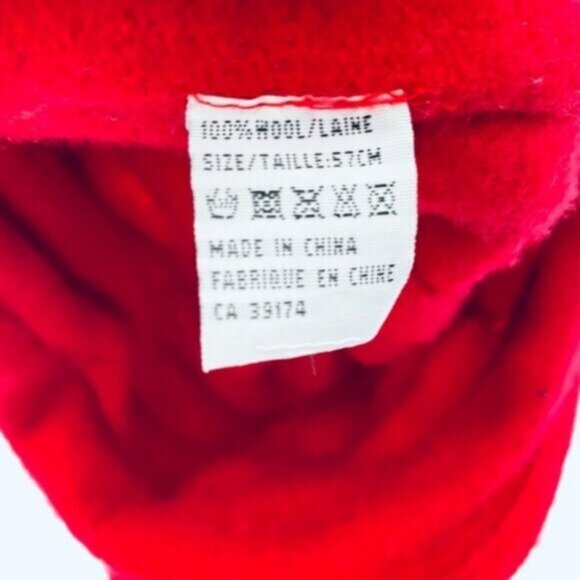 100%WOOL/LAINE
SIZE/TAILLE:57CM
MADE IN CHINA
FABRIQUE EN CHINE
CA 39174